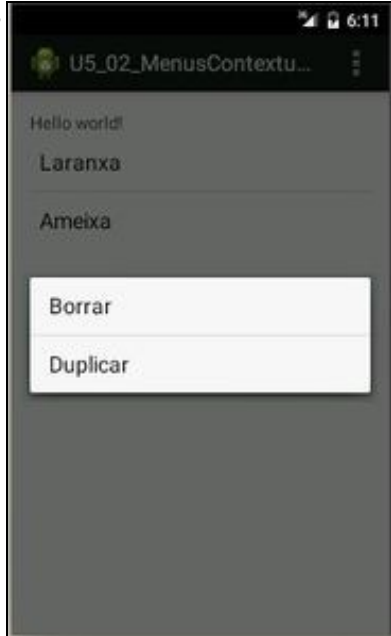 6:11
U5_02_MenusContextu...
Hello world!
Laranxa
Ameixa
Borrar
Duplicar